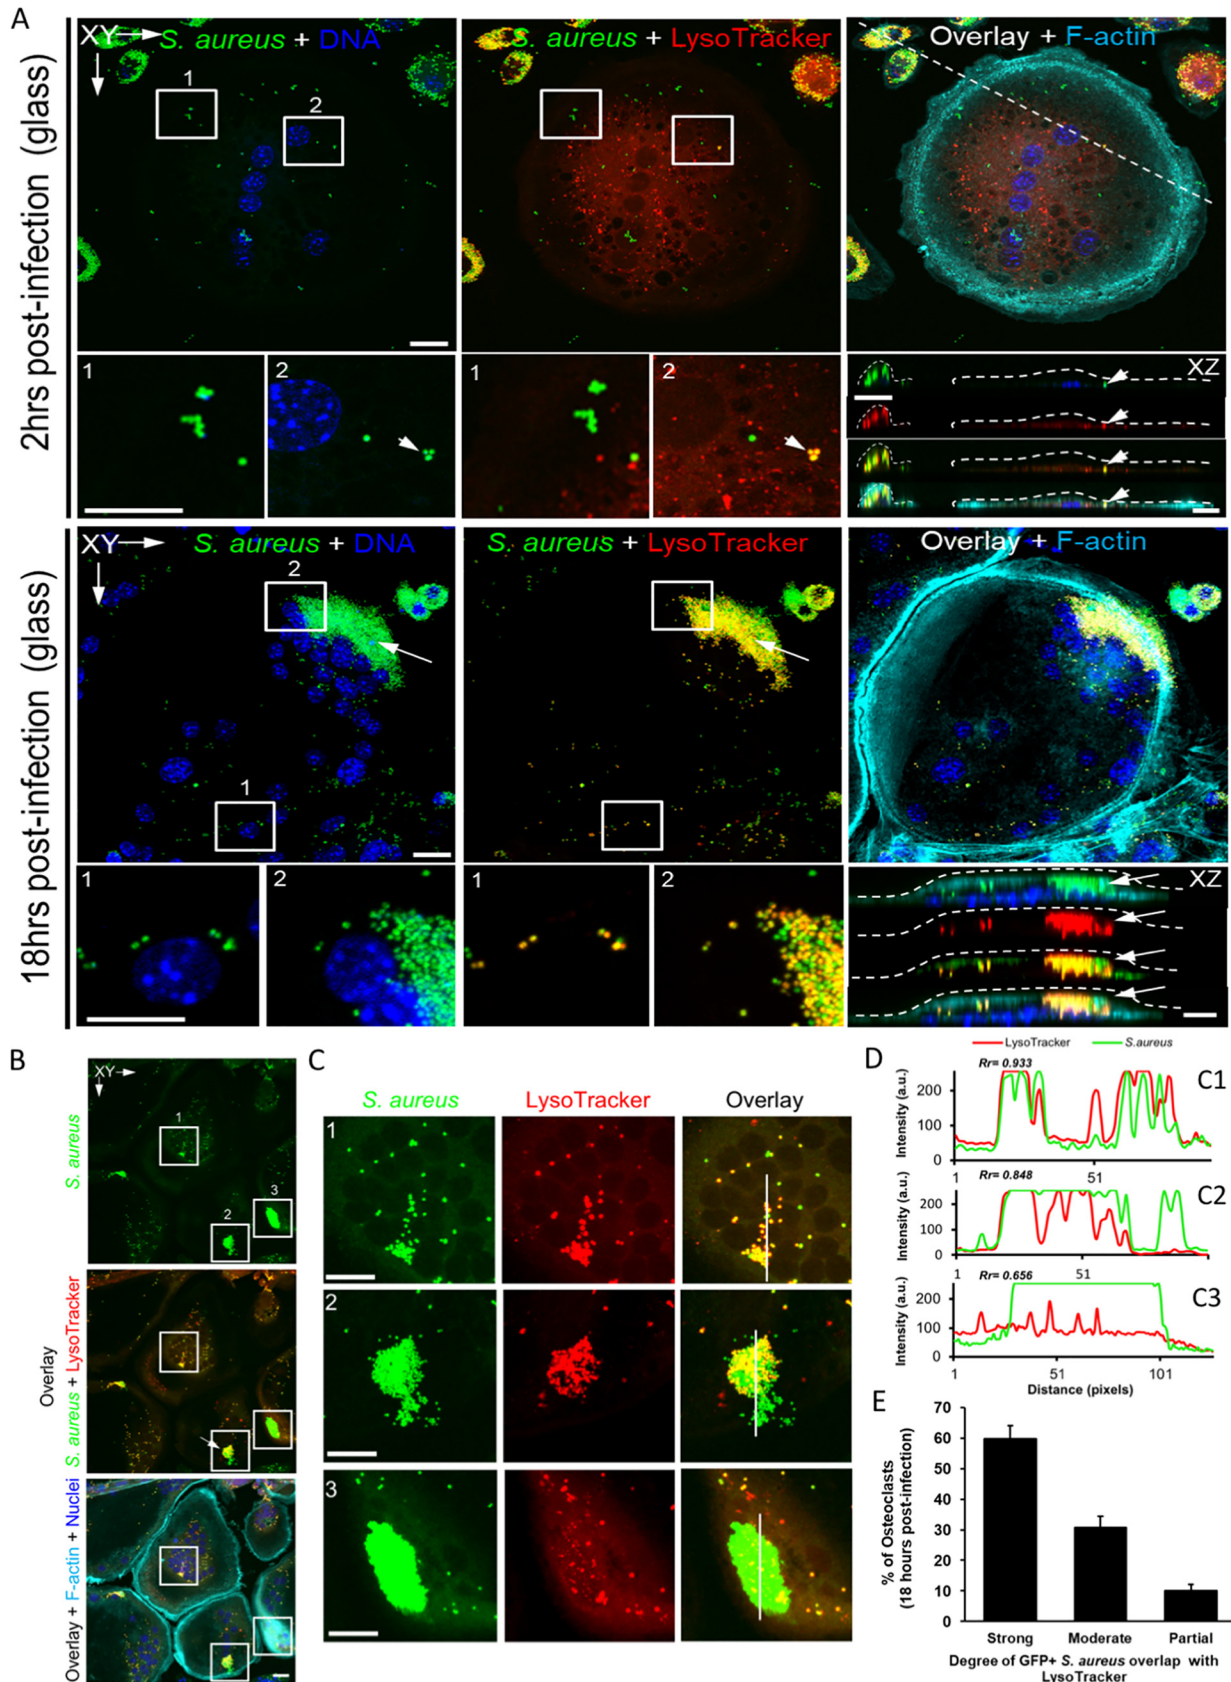 A
2hrs post-infection (glass)
XY
S. aureus + DNA
S. aureus + LysoTracker
Overlay + F-actin
1
2
1
2
1
2
XZ
18hrs post-infection (glass)
XY
S. aureus + DNA
S. aureus + LysoTracker
Overlay + F-actin
2
1
1
2
1
2
XZ
B
XY
S. aureus
1
2
3
Overlay
S. aureus + LysoTracker
Overlay + F-actin + Nuclei
C
S. aureus
LysoTracker
Overlay
1
2
3
D
LysoTracker
S.aureus
Rr= 0.933
C1
Intensity (a.u.)
200
100
0
1
51
Rr= 0.848
C2
Intensity (a.u.)
200
100
0
1
51
Rr= 0.656
C3
Intensity (a.u.)
200
100
0
1
51
101
Distance (pixels)
E
% of Osteoclasts
(18 hours post-infection)
70
60
50
40
30
20
10
0
Strong
Moderate
Partial
Degree of GFP+ S. aureus overlap with
LysoTracker